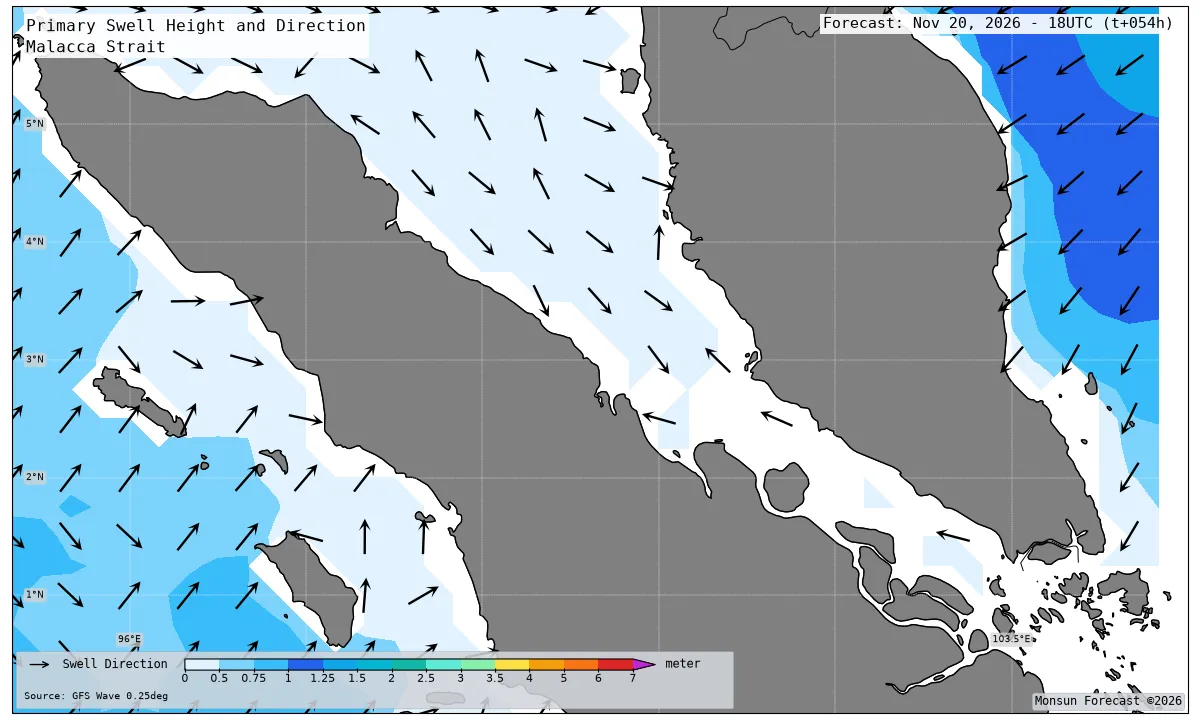 Primary Swell Height and Direction
Malacca Strait
Forecast: Nov 20, 2026 - 18UTC (t+054h)
5°N
4°N
3°N
2°N
1°N
96°E
103.5°E
Swell Direction
meter
0 0.5 0.75 1 1.25 1.5 2 2.5 3 3.5 4 5 6 7
Source: GFS Wave 0.25deg
Monsun Forecast ©2026